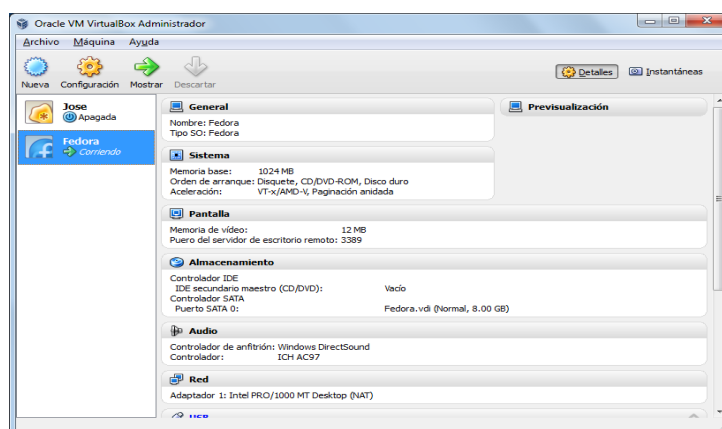 Oracle VM VirtualBox Administrador
Archivo Máquina Ayuda
Nueva Configuración Mostrar Descartar
Detalles Instantáneas
Jose
Apagada
Fedora
Corriendo
General
Nombre: Fedora
Tipo SO: Fedora
Previsualización
Sistema
Memoria base: 1024 MB
Orden de arranque: Disquete, CD/DVD-ROM, Disco duro
Aceleración: VT-x/AMD-V, Paginación anidada
Pantalla
Memoria de vídeo: 12 MB
Puero del servidor de escritorio remoto: 3389
Almacenamiento
Controlador IDE
IDE secundario maestro (CD/DVD): Vacío
Controlador SATA
Puerto SATA 0: Fedora.vdi (Normal, 8.00 GB)
Audio
Controlador de anfitrión: Windows DirectSound
Controlador: ICH AC97
Red
Adaptador 1: Intel PRO/1000 MT Desktop (NAT)
USB